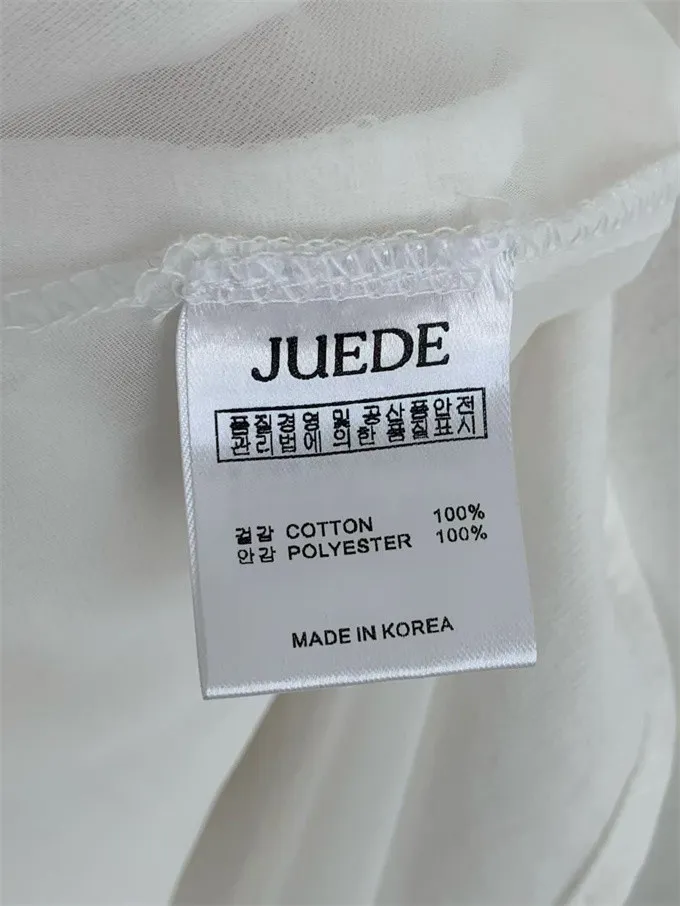 JUEDE
품질경영 및 공산품안전
관리법에 의한 품질표시
겉감 COTTON 100%
안감 POLYESTER 100%
MADE IN KOREA